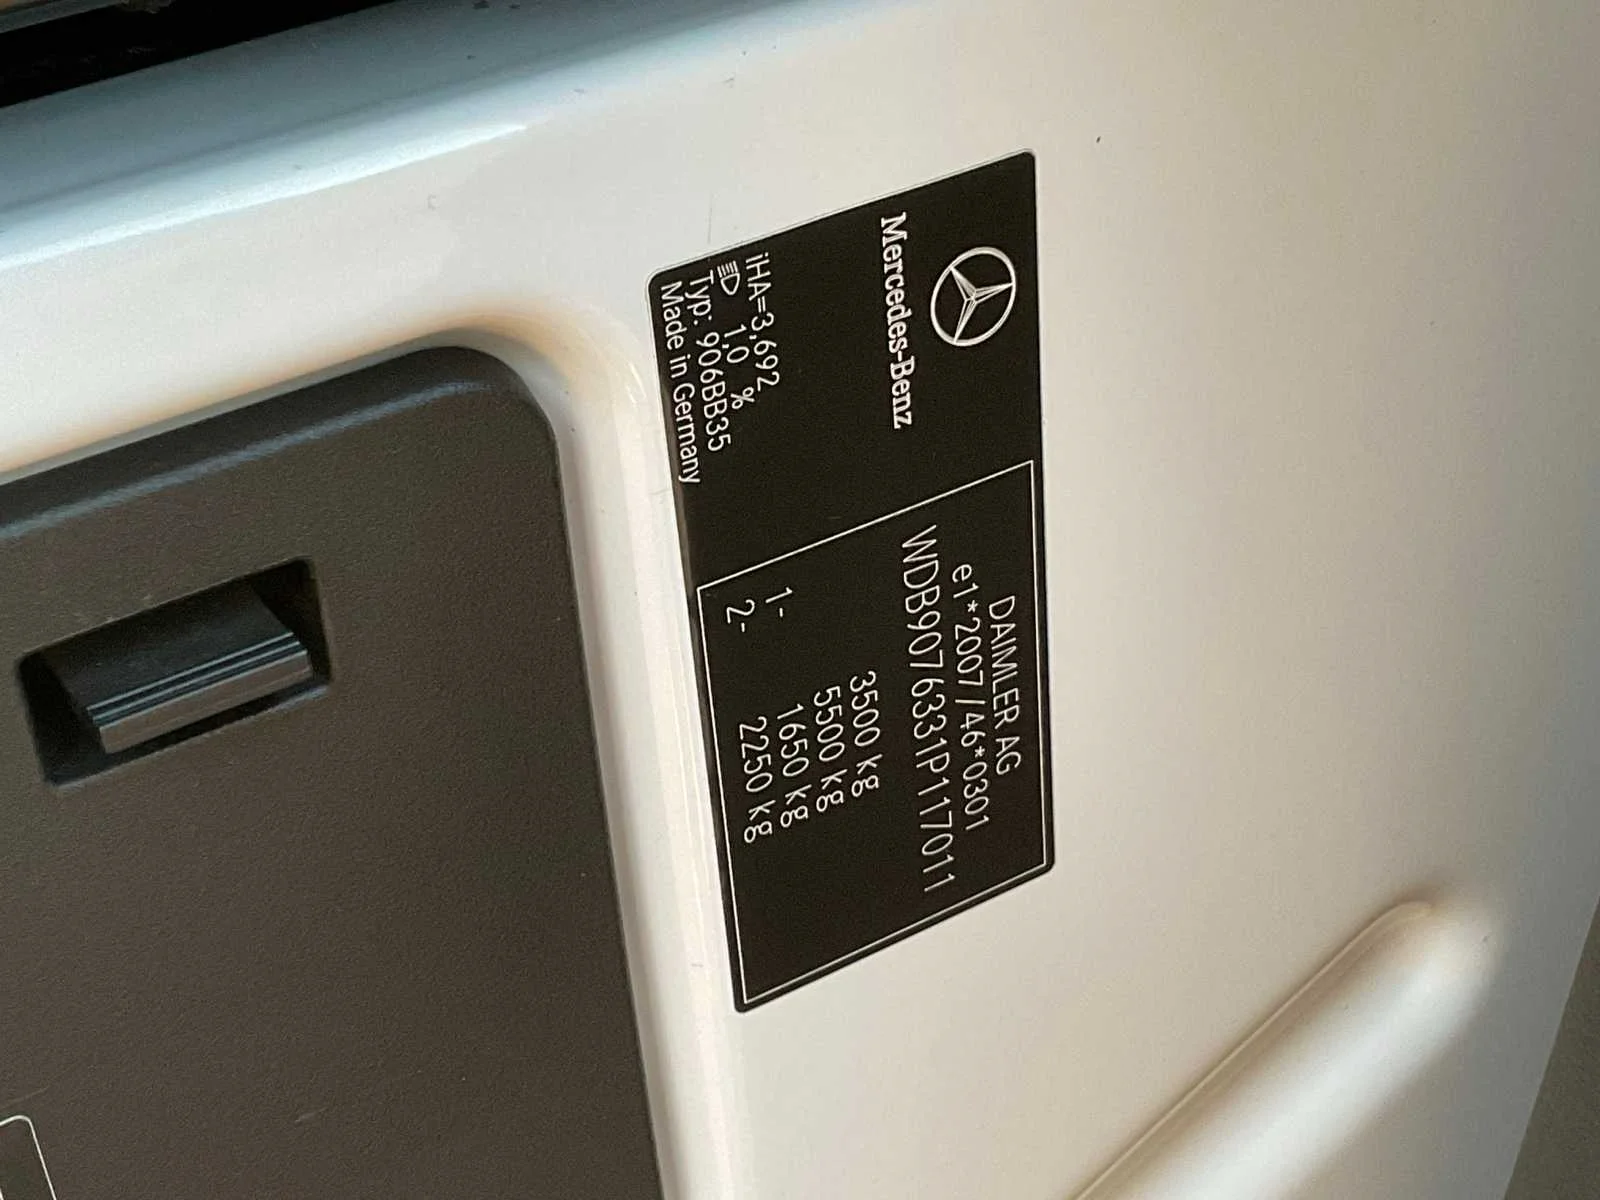 Mercedes-Benz
iHA=3,692
1,0 %
Typ: 906BB35
Made in Germany
DAIMLER AG
e1*2007/46*0301
WDB9076331P117011
3500 kg
5500 kg
1- 1650 kg
2- 2250 kg